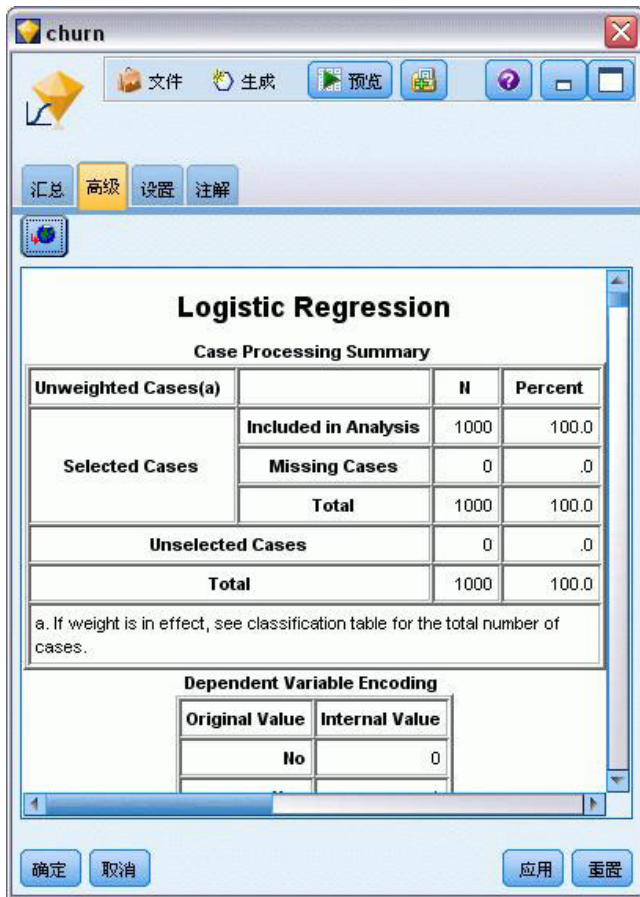 churn
文件 生成 预览
汇总 高级 设置 注解
Logistic Regression
Case Processing Summary
Unweighted Cases(a) N Percent
Selected Cases Included in Analysis 1000 100.0
Missing Cases 0 .0
Total 1000 100.0
Unselected Cases 0 .0
Total 1000 100.0
a. If weight is in effect, see classification table for the total number of
cases.
Dependent Variable Encoding
Original Value Internal Value
No 0
确定 取消 应用 重置